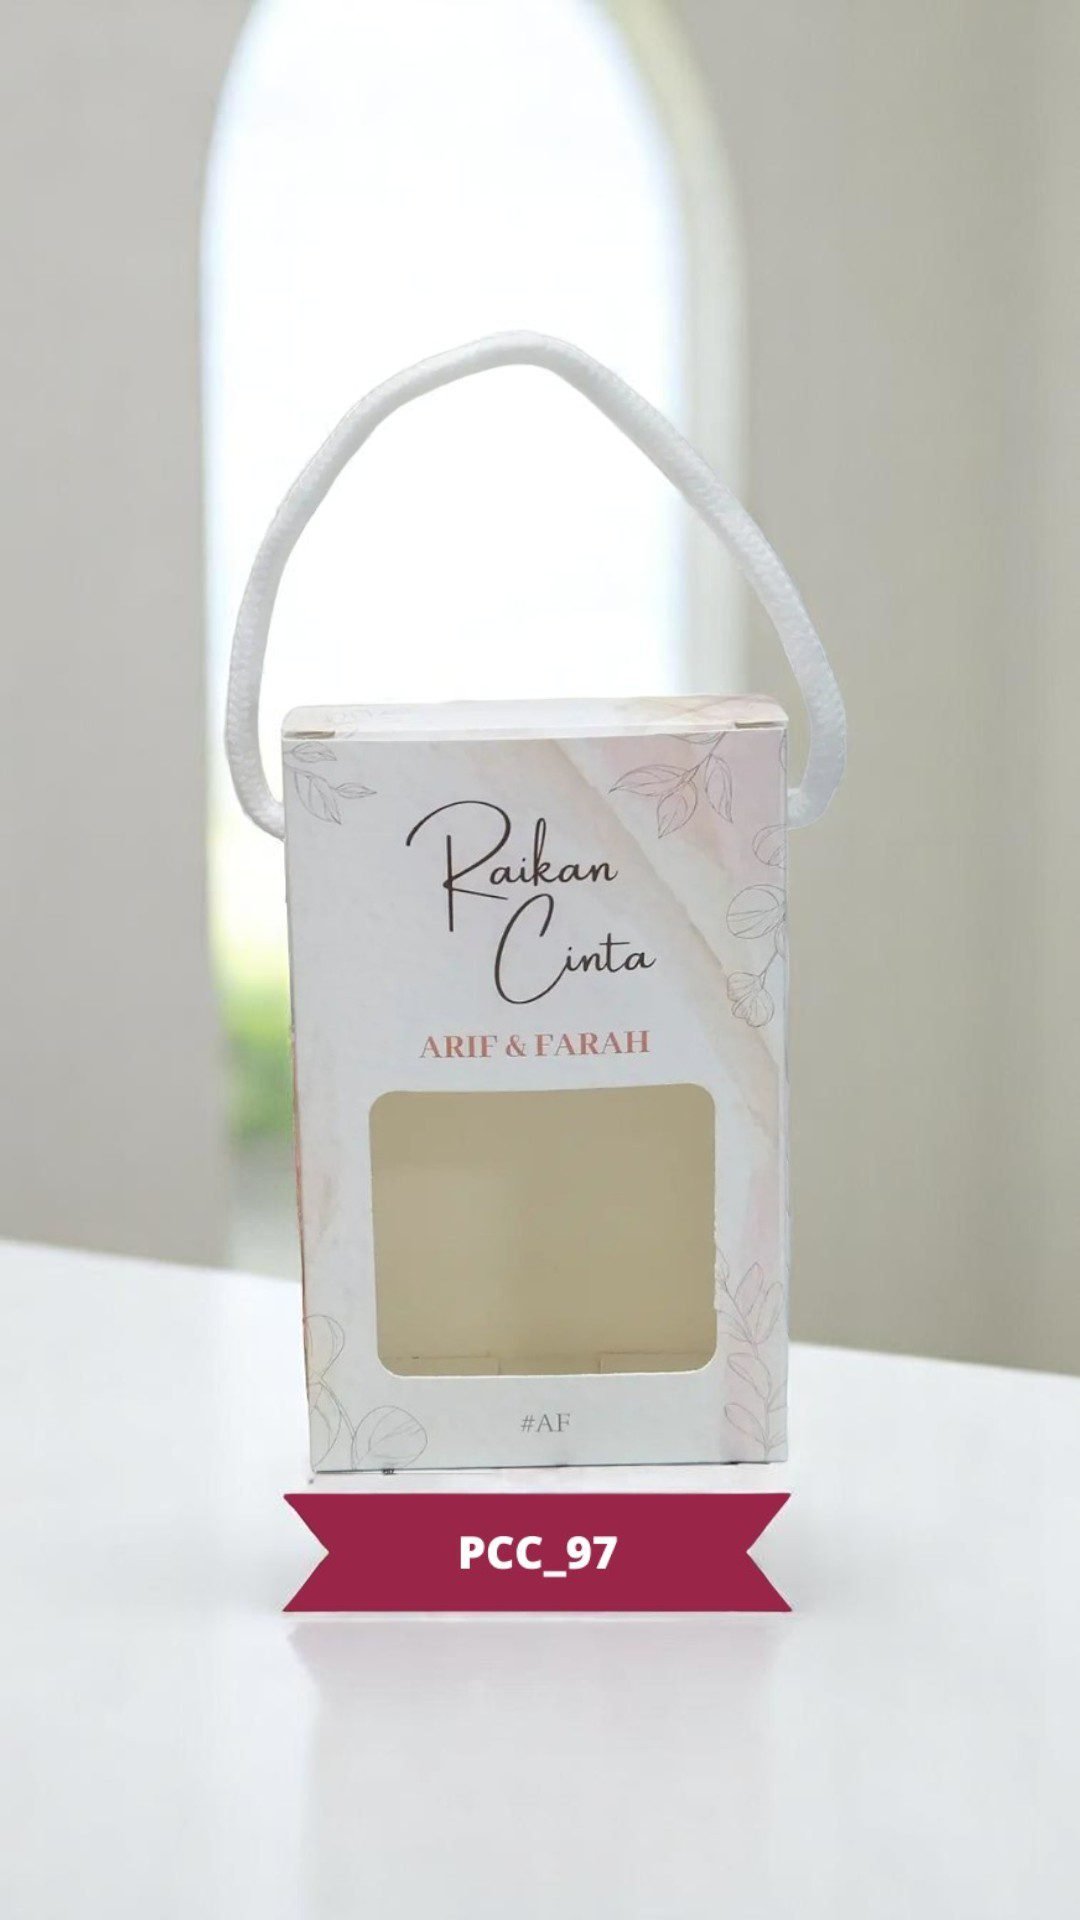 Raikan
Cinta
ARIF & FARAH
#AF
PCC_97